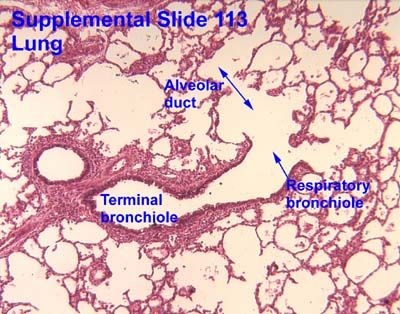 Supplemental Slide 113
Lung
Alveolar
duct
Respiratory
bronchiole
Terminal
bronchiole